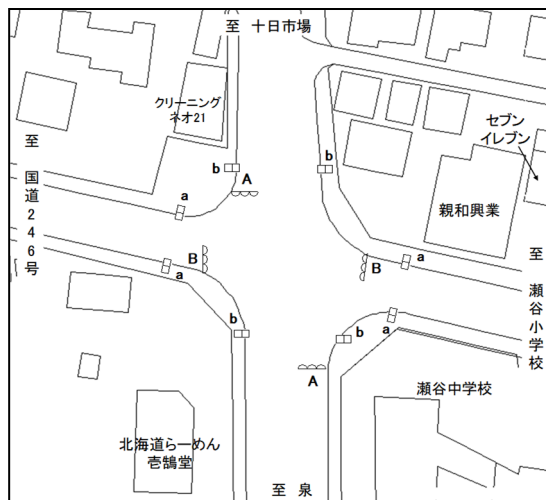 至 十日市場
クリーニング
ネオ21
セブン
イレブン
至 国道246号
b
A
b
a
親和興業
B
a
B
a
至 瀬谷小学校
b
b
a
A
瀬谷中学校
北海道らーめん
壱鵠堂
至 泉